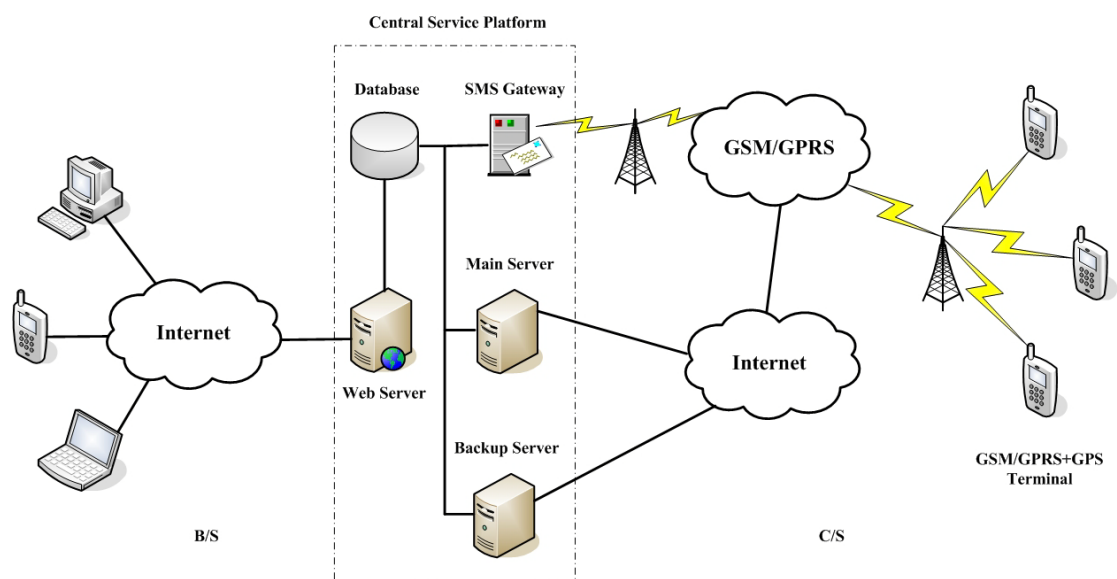 Central Service Platform
Database
SMS Gateway
GSM/GPRS
Main Server
Internet
Internet
Web Server
Backup Server
GSM/GPRS+GPS
Terminal
B/S
C/S